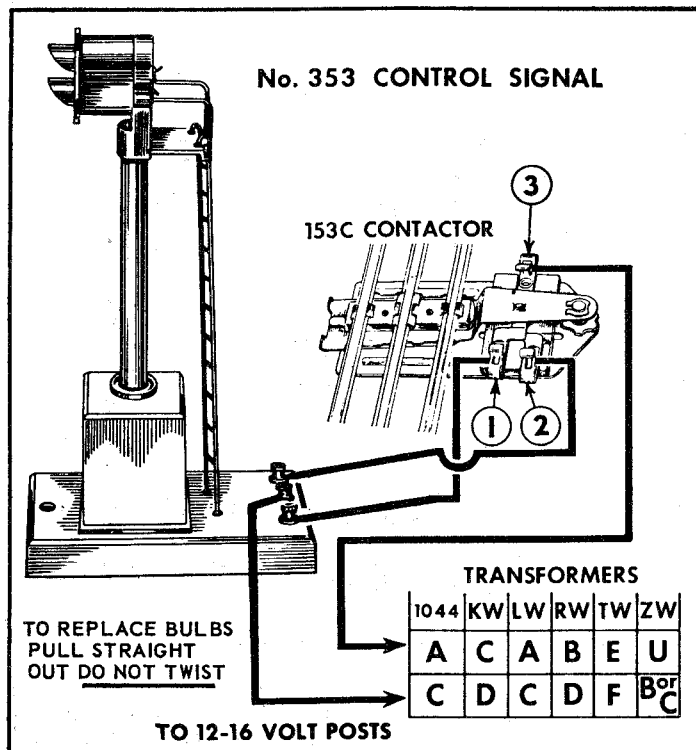 No. 353 CONTROL SIGNAL
3
153C CONTACTOR
1 2
TRANSFORMERS
1044 KW LW RW TW ZW
A C A B E U
C D C D F B or C
TO REPLACE BULBS
PULL STRAIGHT
OUT DO NOT TWIST
TO 12-16 VOLT POSTS